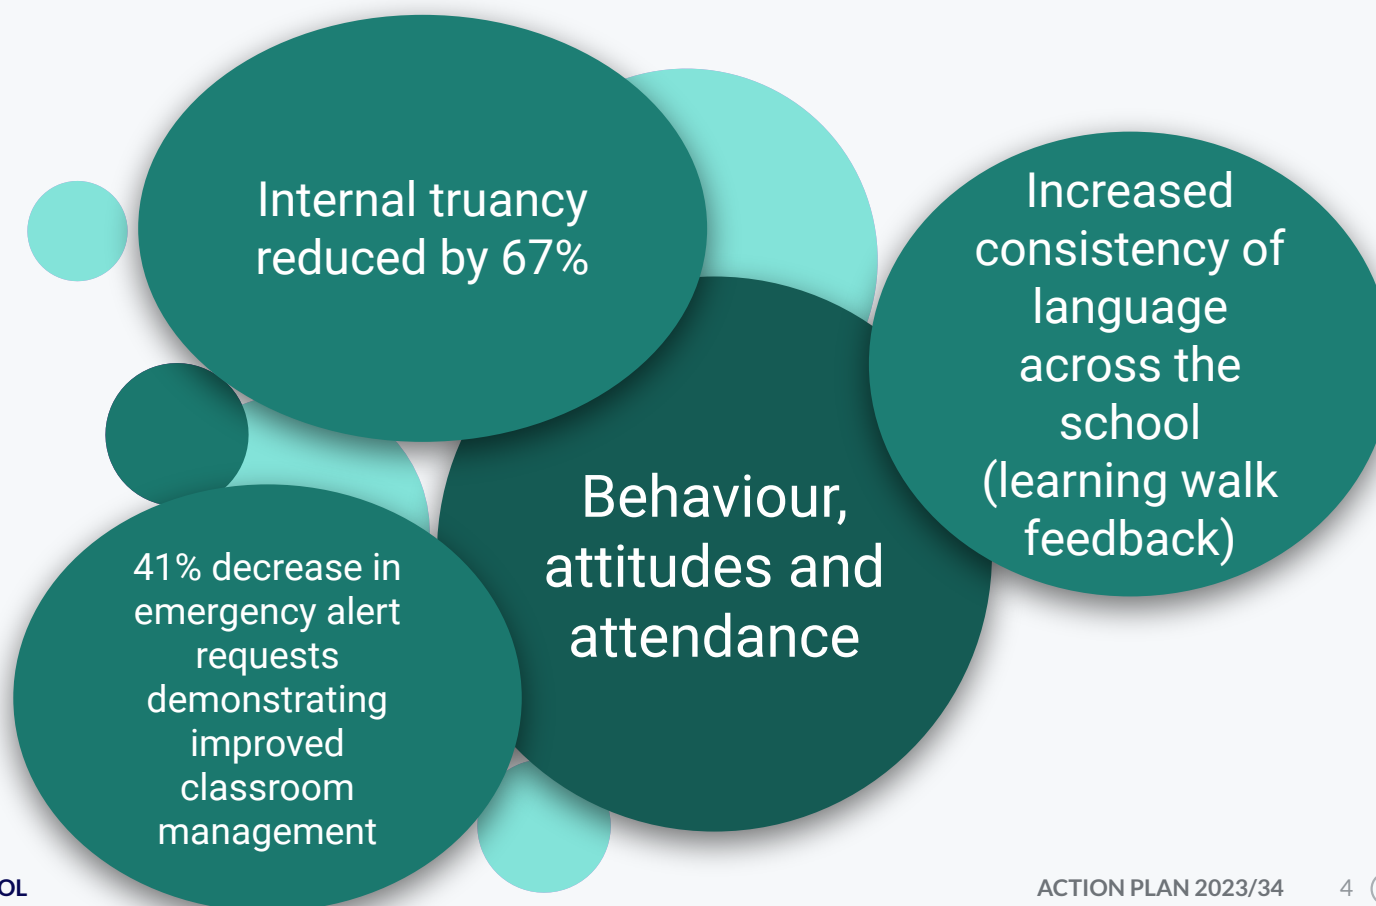 Internal truancy
reduced by 67%
Increased
consistency of
language
across the
school
(learning walk
feedback)
Behaviour,
attitudes and
attendance
41% decrease in
emergency alert
requests
demonstrating
improved
classroom
management
OL
ACTION PLAN 2023/34
4